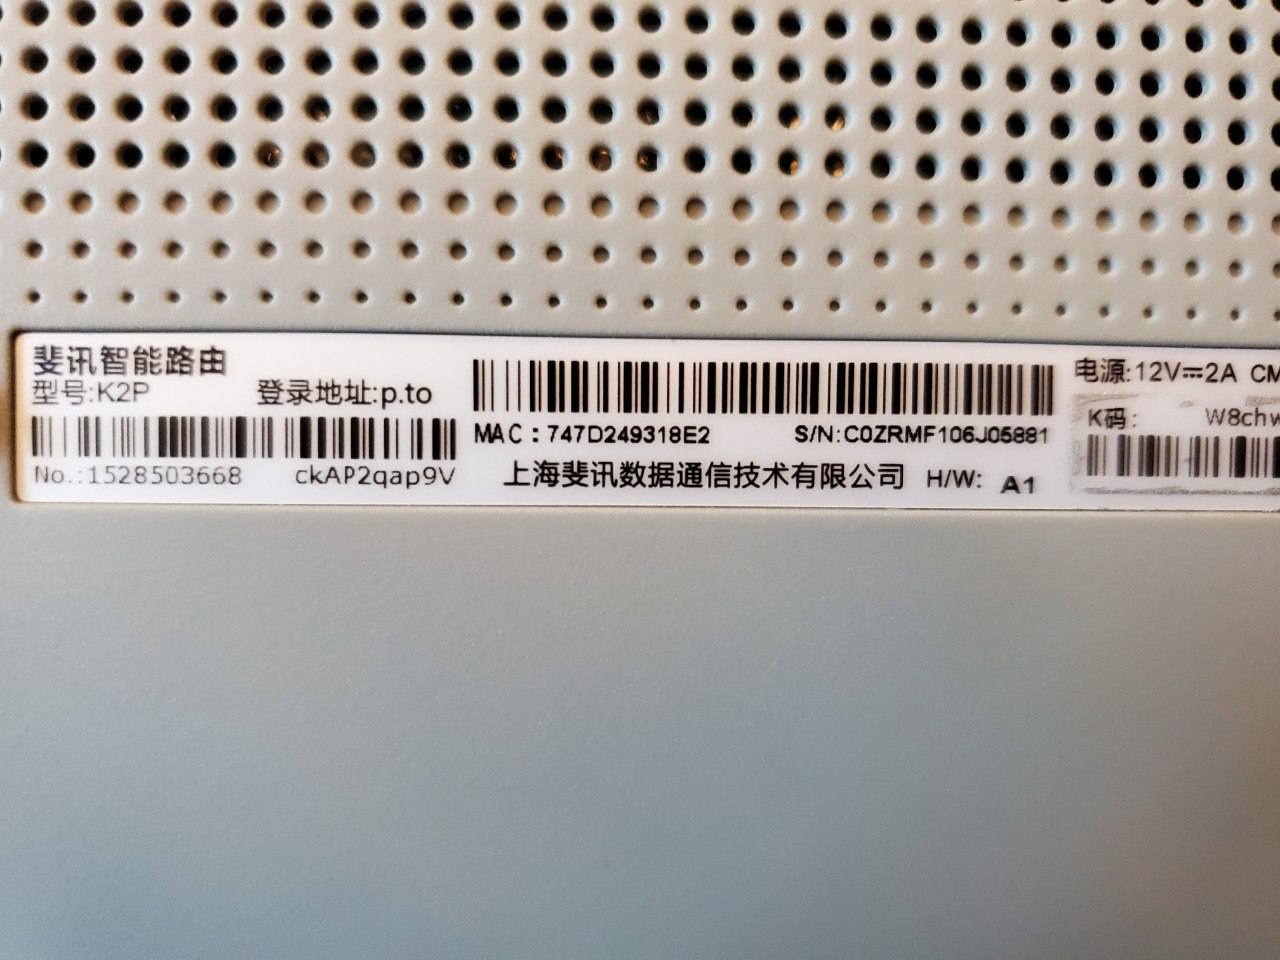 斐讯智能路由
型号:K2P 登录地址:p.to
No.:1528503668 ckAP2qap9V
MAC:747D249318E2 S/N:C0ZRMF106J05881
上海斐讯数据通信技术有限公司 H/W: A1
电源:12V⎓2A CM
K码: W8chw